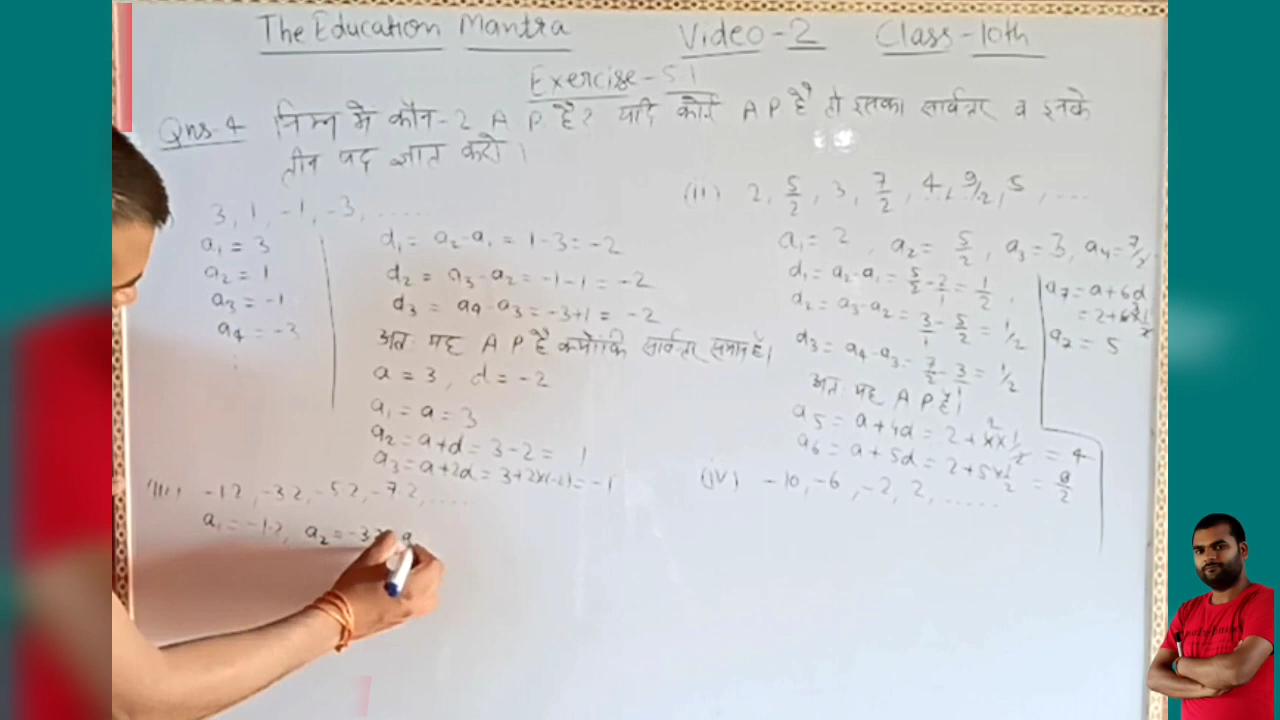 The Education Mantra Video-2 Class-10th
Exercise-5.1
Qns-4 निम्न में कौन-2 A P है? यदि कोई A P है तो इसका सार्वन्तर व इनके
तीन पद ज्ञात करो।
3, 1, -1, -3, .....
a₁ = 3
a₂ = 1
a₃ = -1
a₄ = -3
d₁ = a₂-a₁ = 1-3 = -2
d₂ = a₃-a₂ = -1-1 = -2
d₃ = a₄-a₃ = -3+1 = -2
अतः यह A P है क्योंकि सार्वन्तर समान है।
a = 3, d = -2
a₁ = a = 3
a₂ = a+d = 3-2 = 1
a₃ = a+2d = 3+2×(-2) = -1
(ii) 2, 5/2, 3, 7/2, 4, 9/2, 5, ....
a₁ = 2, a₂ = 5/2, a₃ = 3, a₄ = 7/2
d₁ = a₂-a₁ = 5/2 - 2/1 = 1/2,
d₂ = a₃-a₂ = 3/1 - 5/2 = 1/2
d₃ = a₄-a₃ = 7/2 - 3/1 = 1/2
अतः यह A P है।
a₅ = a+4d = 2+4×1/2 = 4
a₆ = a+5d = 2+5×1/2 = 9/2
a₇ = a+6d
= 2+6×1/2
a₇ = 5
(iii) -1.2, -3.2, -5.2, -7.2, ....
a₁ = -1.2, a₂ = -3.2, a
(iv) -10, -6, -2, 2, .....